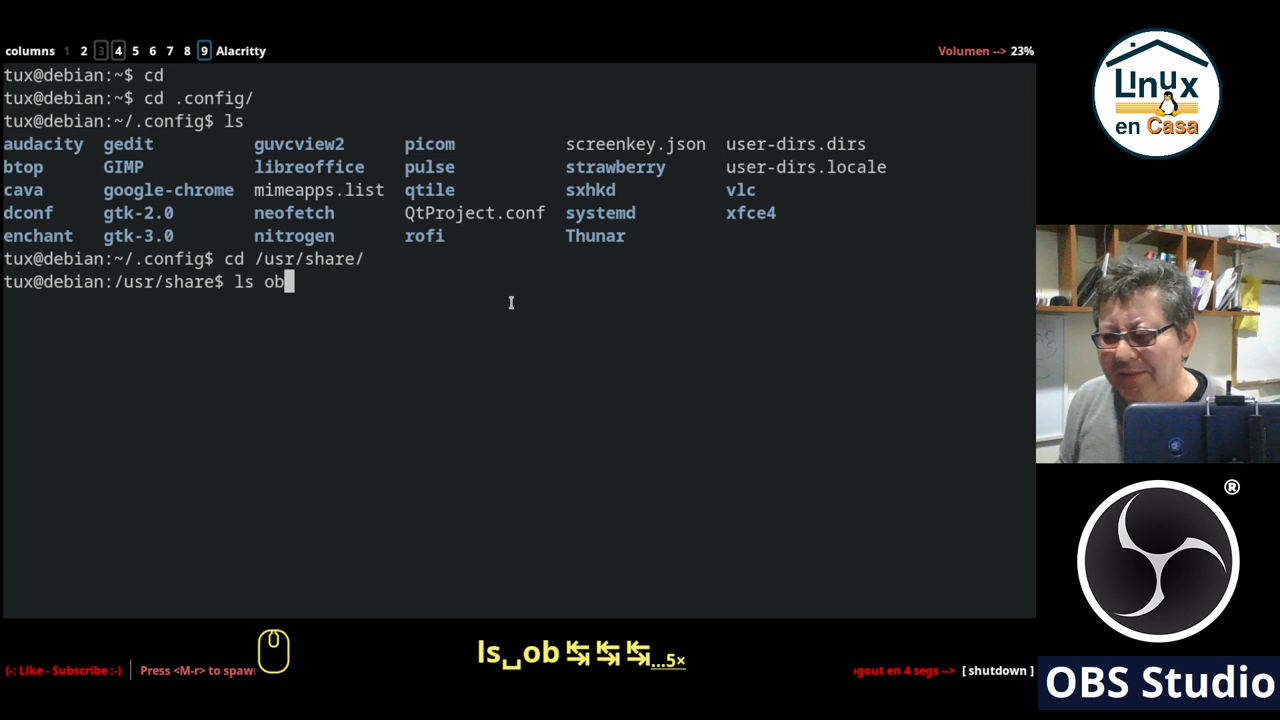 columns 1 2 3 4 5 6 7 8 9 Alacritty
Volumen --> 23%
tux@debian:~$ cd
tux@debian:~$ cd .config/
tux@debian:~/.config$ ls
audacity gedit guvcview2 picom screenkey.json user-dirs.dirs
btop GIMP libreoffice pulse strawberry user-dirs.locale
cava google-chrome mimeapps.list qtile sxhkd vlc
dconf gtk-2.0 neofetch QtProject.conf systemd xfce4
enchant gtk-3.0 nitrogen rofi Thunar
tux@debian:~/.config$ cd /usr/share/
tux@debian:/usr/share$ ls ob
ls␣ob↹↹↹...5×
(-: Like - Subscribe :-) Press <M-r> to spaw
gout en 4 segs --> [ shutdown ]
Linux
en Casa
®
OBS Studio